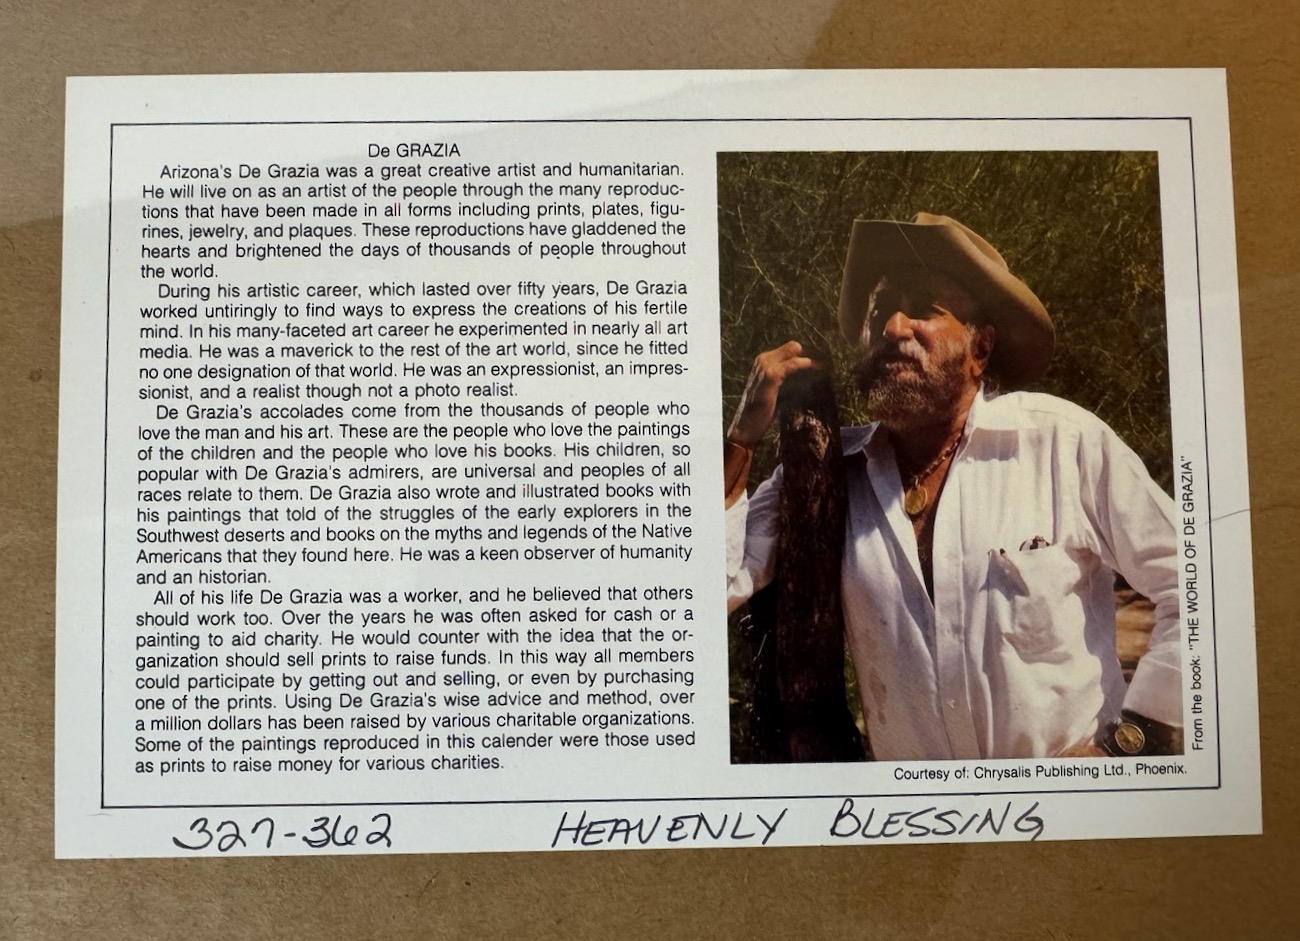 De GRAZIA
Arizona's De Grazia was a great creative artist and humanitarian.
He will live on as an artist of the people through the many reproduc-
tions that have been made in all forms including prints, plates, figu-
rines, jewelry, and plaques. These reproductions have gladdened the
hearts and brightened the days of thousands of people throughout
the world.
During his artistic career, which lasted over fifty years, De Grazia
worked untiringly to find ways to express the creations of his fertile
mind. In his many-faceted art career he experimented in nearly all art
media. He was a maverick to the rest of the art world, since he fitted
no one designation of that world. He was an expressionist, an impres-
sionist, and a realist though not a photo realist.
De Grazia's accolades come from the thousands of people who
love the man and his art. These are the people who love the paintings
of the children and the people who love his books. His children, so
popular with De Grazia's admirers, are universal and peoples of all
races relate to them. De Grazia also wrote and illustrated books with
his paintings that told of the struggles of the early explorers in the
Southwest deserts and books on the myths and legends of the Native
Americans that they found here. He was a keen observer of humanity
and an historian.
All of his life De Grazia was a worker, and he believed that others
should work too. Over the years he was often asked for cash or a
painting to aid charity. He would counter with the idea that the or-
ganization should sell prints to raise funds. In this way all members
could participate by getting out and selling, or even by purchasing
one of the prints. Using De Grazia's wise advice and method, over
a million dollars has been raised by various charitable organizations.
Some of the paintings reproduced in this calender were those used
as prints to raise money for various charities.
From the book: "THE WORLD OF DE GRAZIA"
Courtesy of: Chrysalis Publishing Ltd., Phoenix.
327-362 HEAVENLY BLESSING